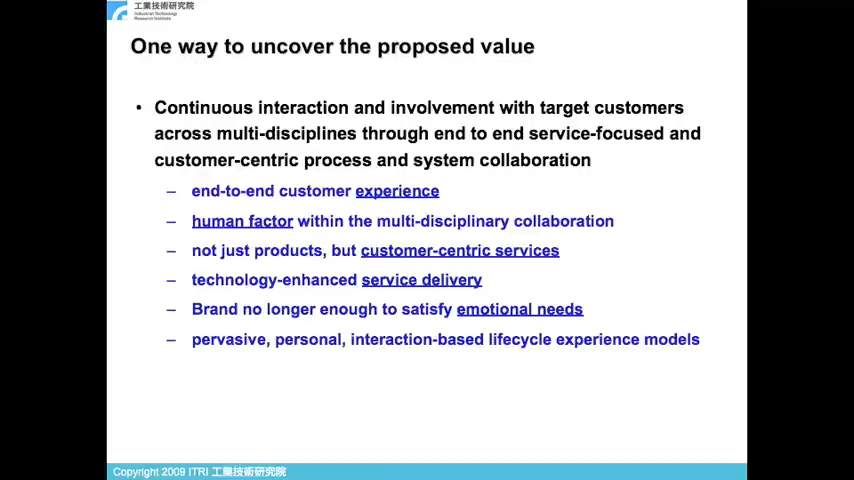 工業技術研究院
Industrial Technology
Research Institute
One way to uncover the proposed value
• Continuous interaction and involvement with target customers
across multi-disciplines through end to end service-focused and
customer-centric process and system collaboration
– end-to-end customer experience
– human factor within the multi-disciplinary collaboration
– not just products, but customer-centric services
– technology-enhanced service delivery
– Brand no longer enough to satisfy emotional needs
– pervasive, personal, interaction-based lifecycle experience models
Copyright 2009 ITRI 工業技術研究院